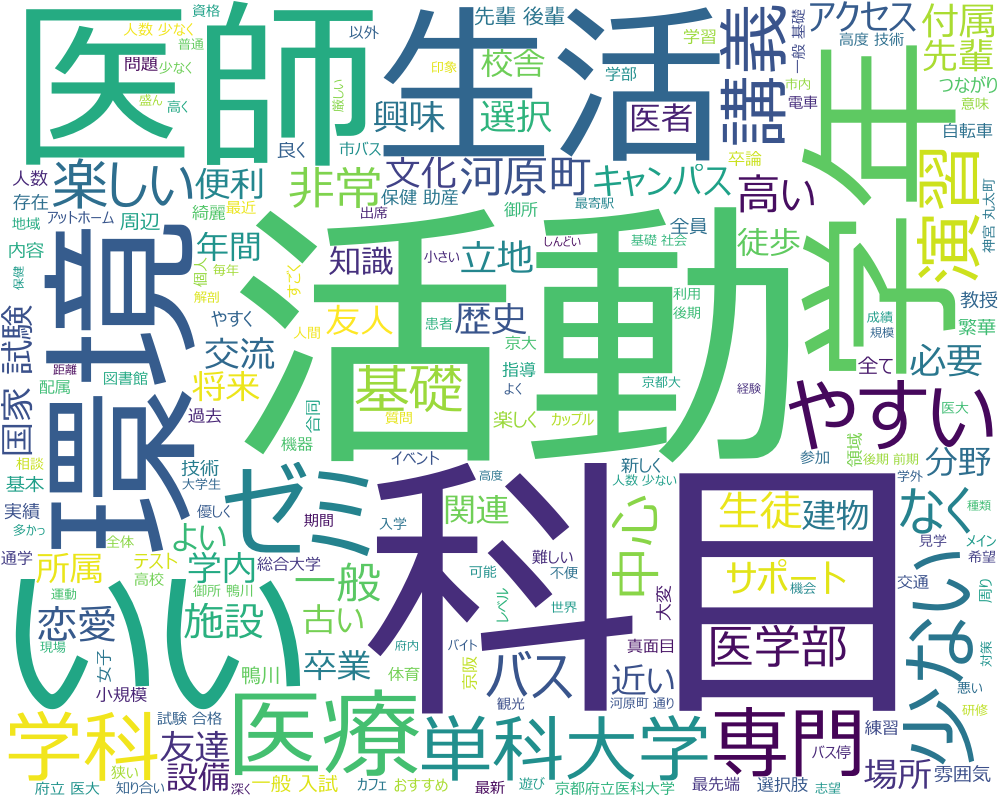 資格
人数 少なく
普通
以外
問題
少なく
盛ん
高く
厳しい
医師
生活
印象
先輩 後輩
学習
校舎
学部
興味
選択
医者
講義
一般 基礎
アクセス
高度 技術
付属
先輩
市内
電車
つながり
意味
自転車
卒論
人数
存在
楽しい
便利
良く
市バス
非常
文化
河原町
保健 助産
キャンパス
高い
学年
演習
神宮 丸太町
アットホーム
地域
周辺
綺麗
最近
出席
御所
最寄駅
全員
徒歩
内容
保健
年間
個人
毎年
知識
小さい
しんどい
立地
基礎 社会
教授
環境
解剖
すごく
活動
利用
後期
成績
規模
繁華
国家 試験
やすく
友人
人間
患者
歴史
京大
交流
全て
必要
距離
図書館
配属
将来
基礎
指導
京都大
よく
経験
やすい
過去
合同
質問
楽しく
カップル
医大
機器
相談
技術
大学生
基本
イベント
参加
領域
後期 前期
分野
実績
多かっ
優しく
ゼミ
期間
高度
新しく
人数 少ない
学外
種類
科目
関連
中心
生徒
建物
なく
通学
全体
よい
総合大学
入学
難しい
不便
大変
見学
メイン
希望
所属
テスト
高校
学内
一般
可能
サポート
機会
交通
周り
運動
御所 鴨川
いい
恋愛
施設
古い
レベル
世界
真面目
医学部
少ない
対策
現場
女子
卒業
府内
バイト
体育
バス
近い
小規模
鴨川
京阪
観光
河原町 通り
悪い
学科
試験 合格
医療
単科大学
専門
練習
研修
友達
バス停
雰囲気
狭い
知り合い
設備
場所
府立 医大
深く
一般 入試
カフェ
おすすめ
最新
遊び
京都府立医科大学
最先端
選択肢
志望